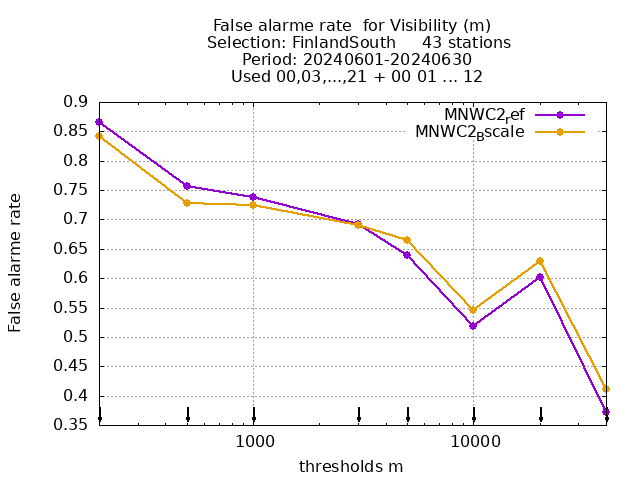 False alarme rate  for Visibility (m)
Selection: FinlandSouth     43 stations
Period: 20240601-20240630
Used 00,03,...,21 + 00 01 ... 12
MNWC2ref
MNWC2Bscale
0.9
0.85
0.8
0.75
0.7
0.65
0.6
0.55
0.5
0.45
0.4
0.35
False alarme rate
1000
10000
thresholds m